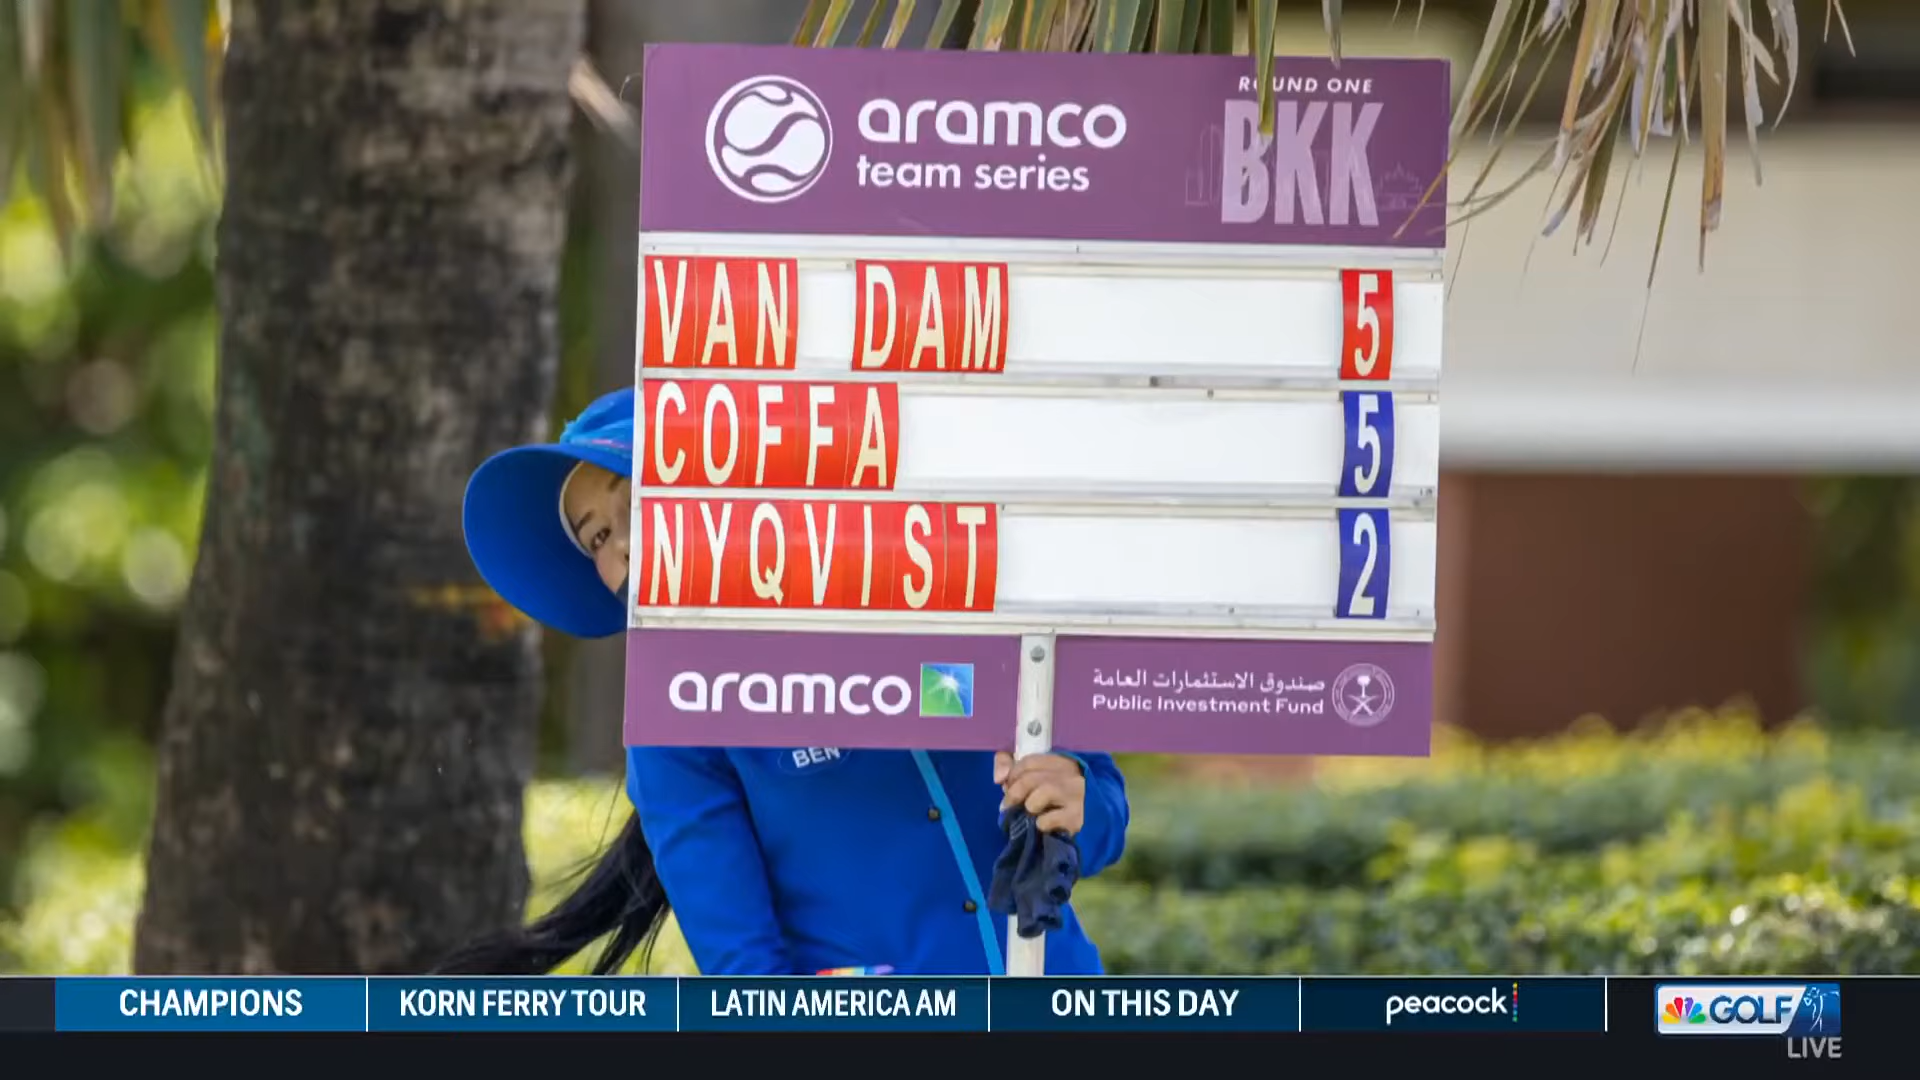 aramco
team series
ROUND ONE
BKK
VAN DAM 5
COFFA 5
NYQVIST 2
aramco
صندوق الاستثمارات العامة
Public Investment Fund
BEN
CHAMPIONS
KORN FERRY TOUR
LATIN AMERICA AM
ON THIS DAY
peacock
GOLF
LIVE